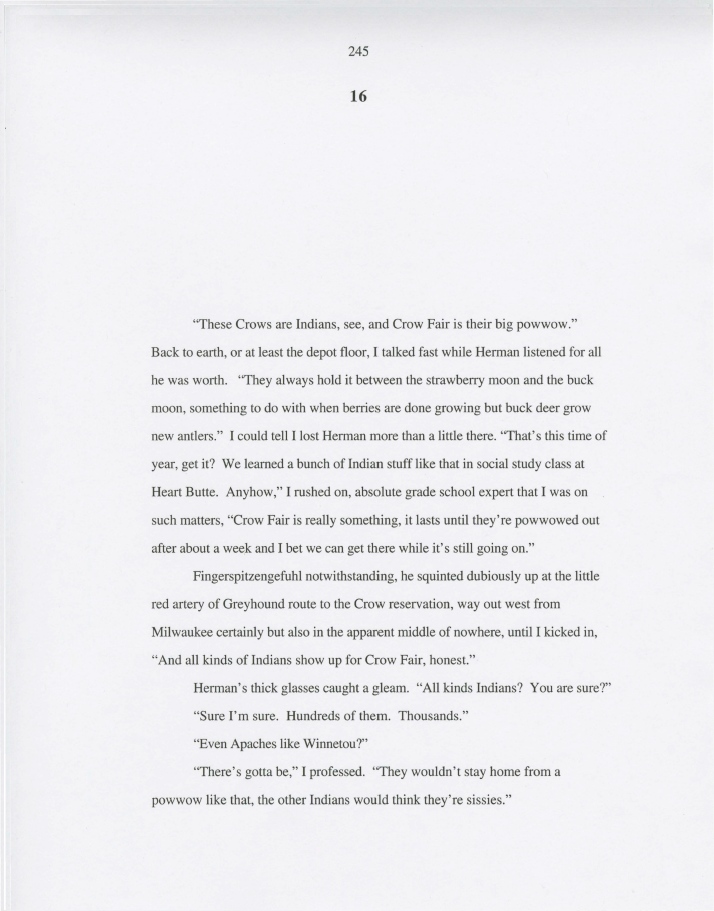 245
16
“These Crows are Indians, see, and Crow Fair is their big powwow.”
Back to earth, or at least the depot floor, I talked fast while Herman listened for all
he was worth.   “They always hold it between the strawberry moon and the buck
moon, something to do with when berries are done growing but buck deer grow
new antlers.”  I could tell I lost Herman more than a little there. “That’s this time of
year, get it?  We learned a bunch of Indian stuff like that in social study class at
Heart Butte.  Anyhow,” I rushed on, absolute grade school expert that I was on
such matters, “Crow Fair is really something, it lasts until they’re powwowed out
after about a week and I bet we can get there while it’s still going on.”
Fingerspitzengefuhl notwithstanding, he squinted dubiously up at the little
red artery of Greyhound route to the Crow reservation, way out west from
Milwaukee certainly but also in the apparent middle of nowhere, until I kicked in,
“And all kinds of Indians show up for Crow Fair, honest.”
Herman’s thick glasses caught a gleam.  “All kinds Indians?  You are sure?”
“Sure I’m sure.  Hundreds of them.  Thousands.”
“Even Apaches like Winnetou?”
“There’s gotta be,” I professed.  “They wouldn’t stay home from a
powwow like that, the other Indians would think they’re sissies.”